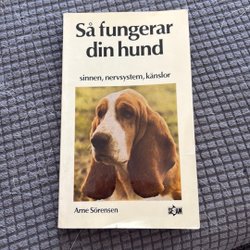 Så fungerar
din hund
sinnen, nervsystem, känslor
Arne Sörensen